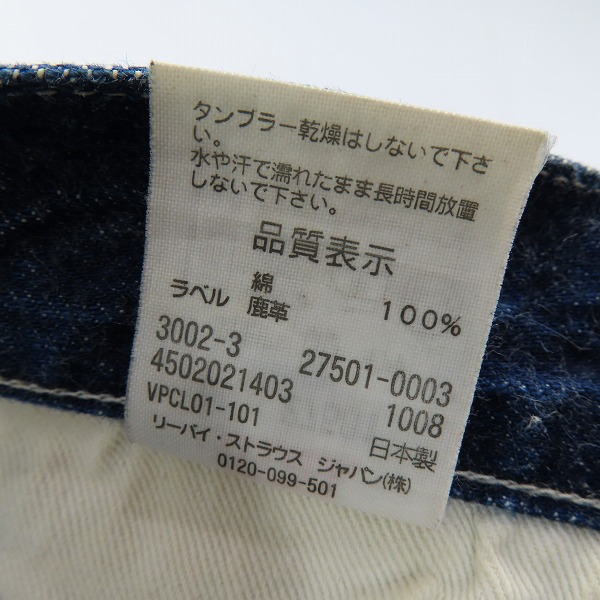 タンブラー乾燥はしないで下さ
い。
水や汗で濡れたまま長時間放置
しないで下さい。
品質表示
綿 100%
ラベル 鹿革
3002-3 27501-0003
4502021403
VPCL01-101 1008
リーバイ・ストラウス ジャパン(株) 日本製
0120-099-501